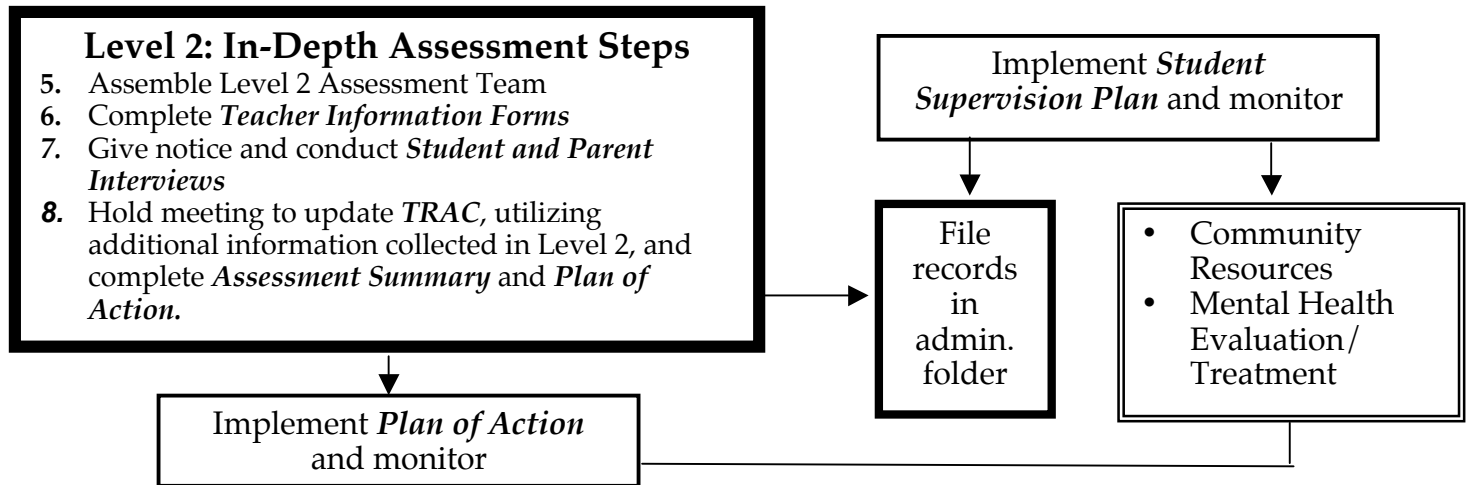 Level 2: In-Depth Assessment Steps
5. Assemble Level 2 Assessment Team
6. Complete Teacher Information Forms
7. Give notice and conduct Student and Parent
Interviews
8. Hold meeting to update TRAC, utilizing
additional information collected in Level 2, and
complete Assessment Summary and Plan of
Action.
Implement Student
Supervision Plan and monitor
File
records
in
admin.
folder
• Community
Resources
• Mental Health
Evaluation/
Treatment
Implement Plan of Action
and monitor